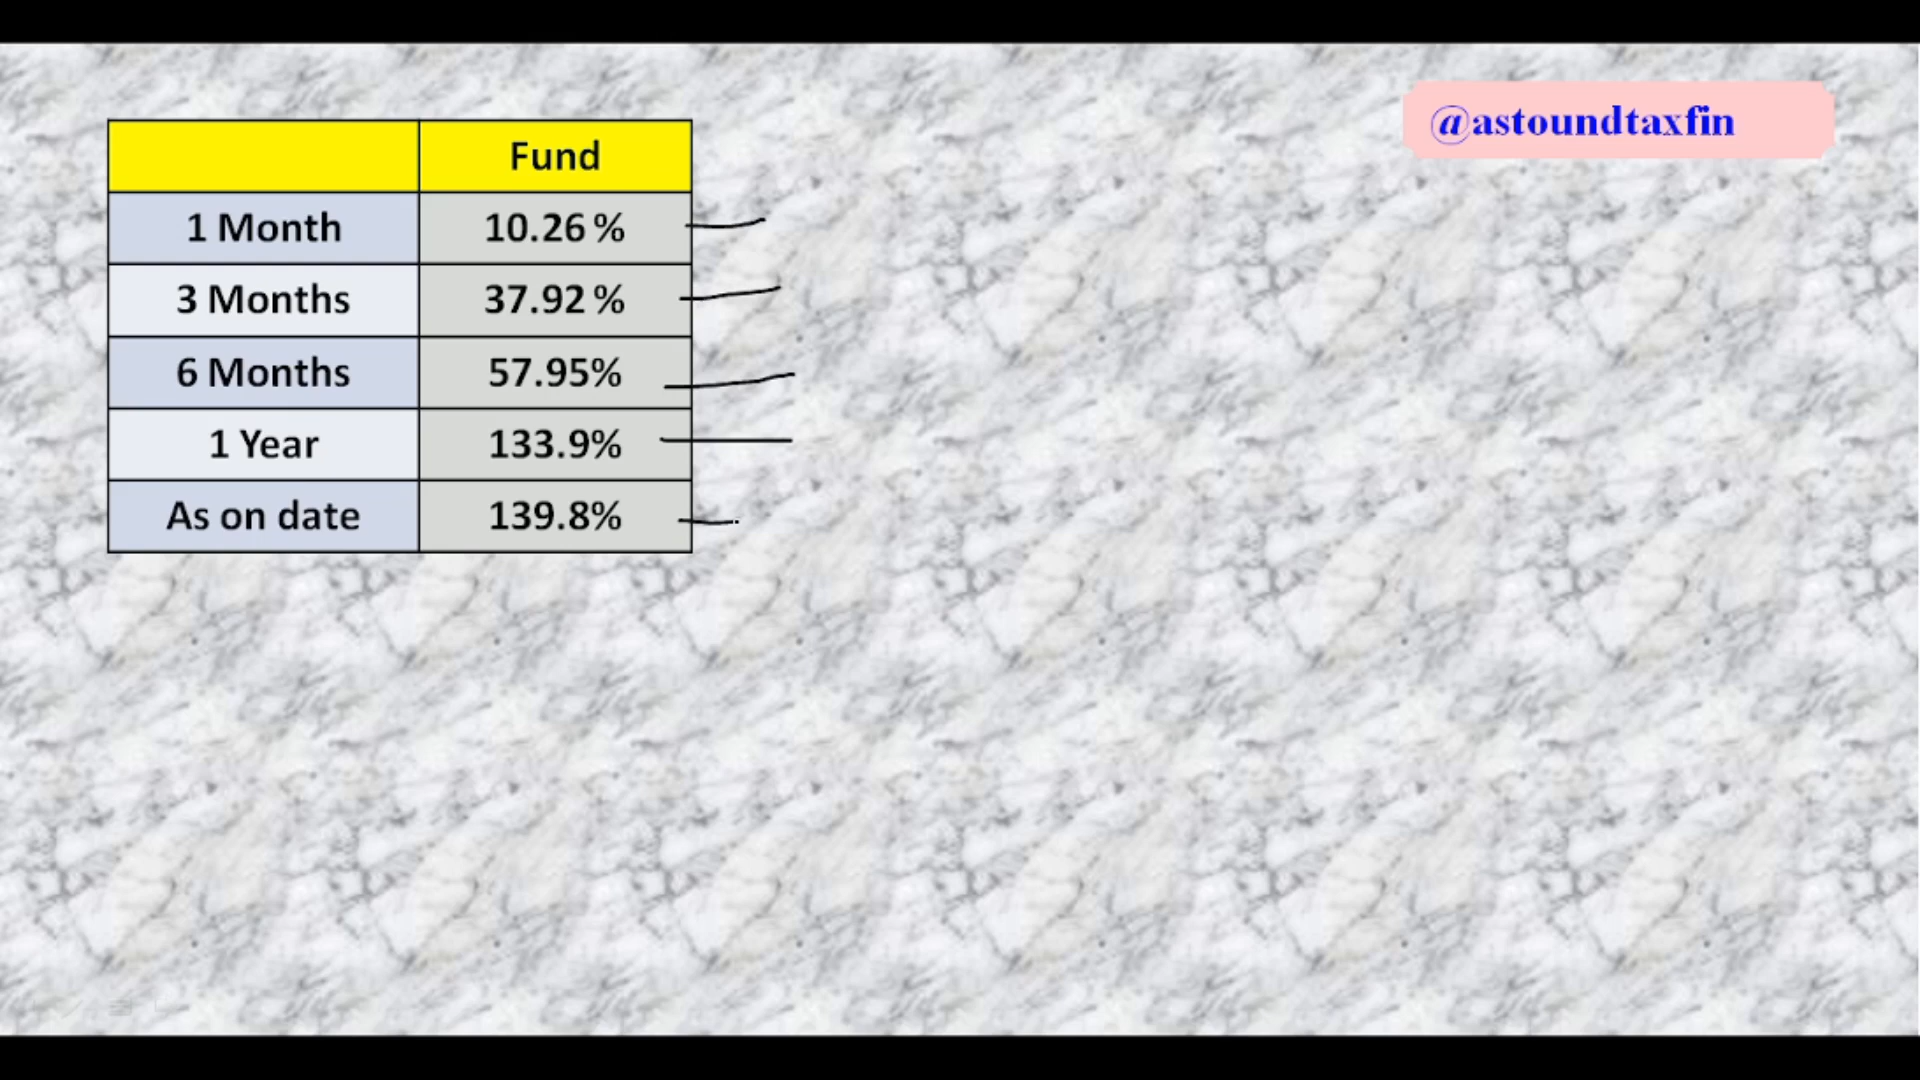 @astoundtaxfin
Fund
1 Month 10.26 %
3 Months 37.92 %
6 Months 57.95%
1 Year 133.9%
As on date 139.8%